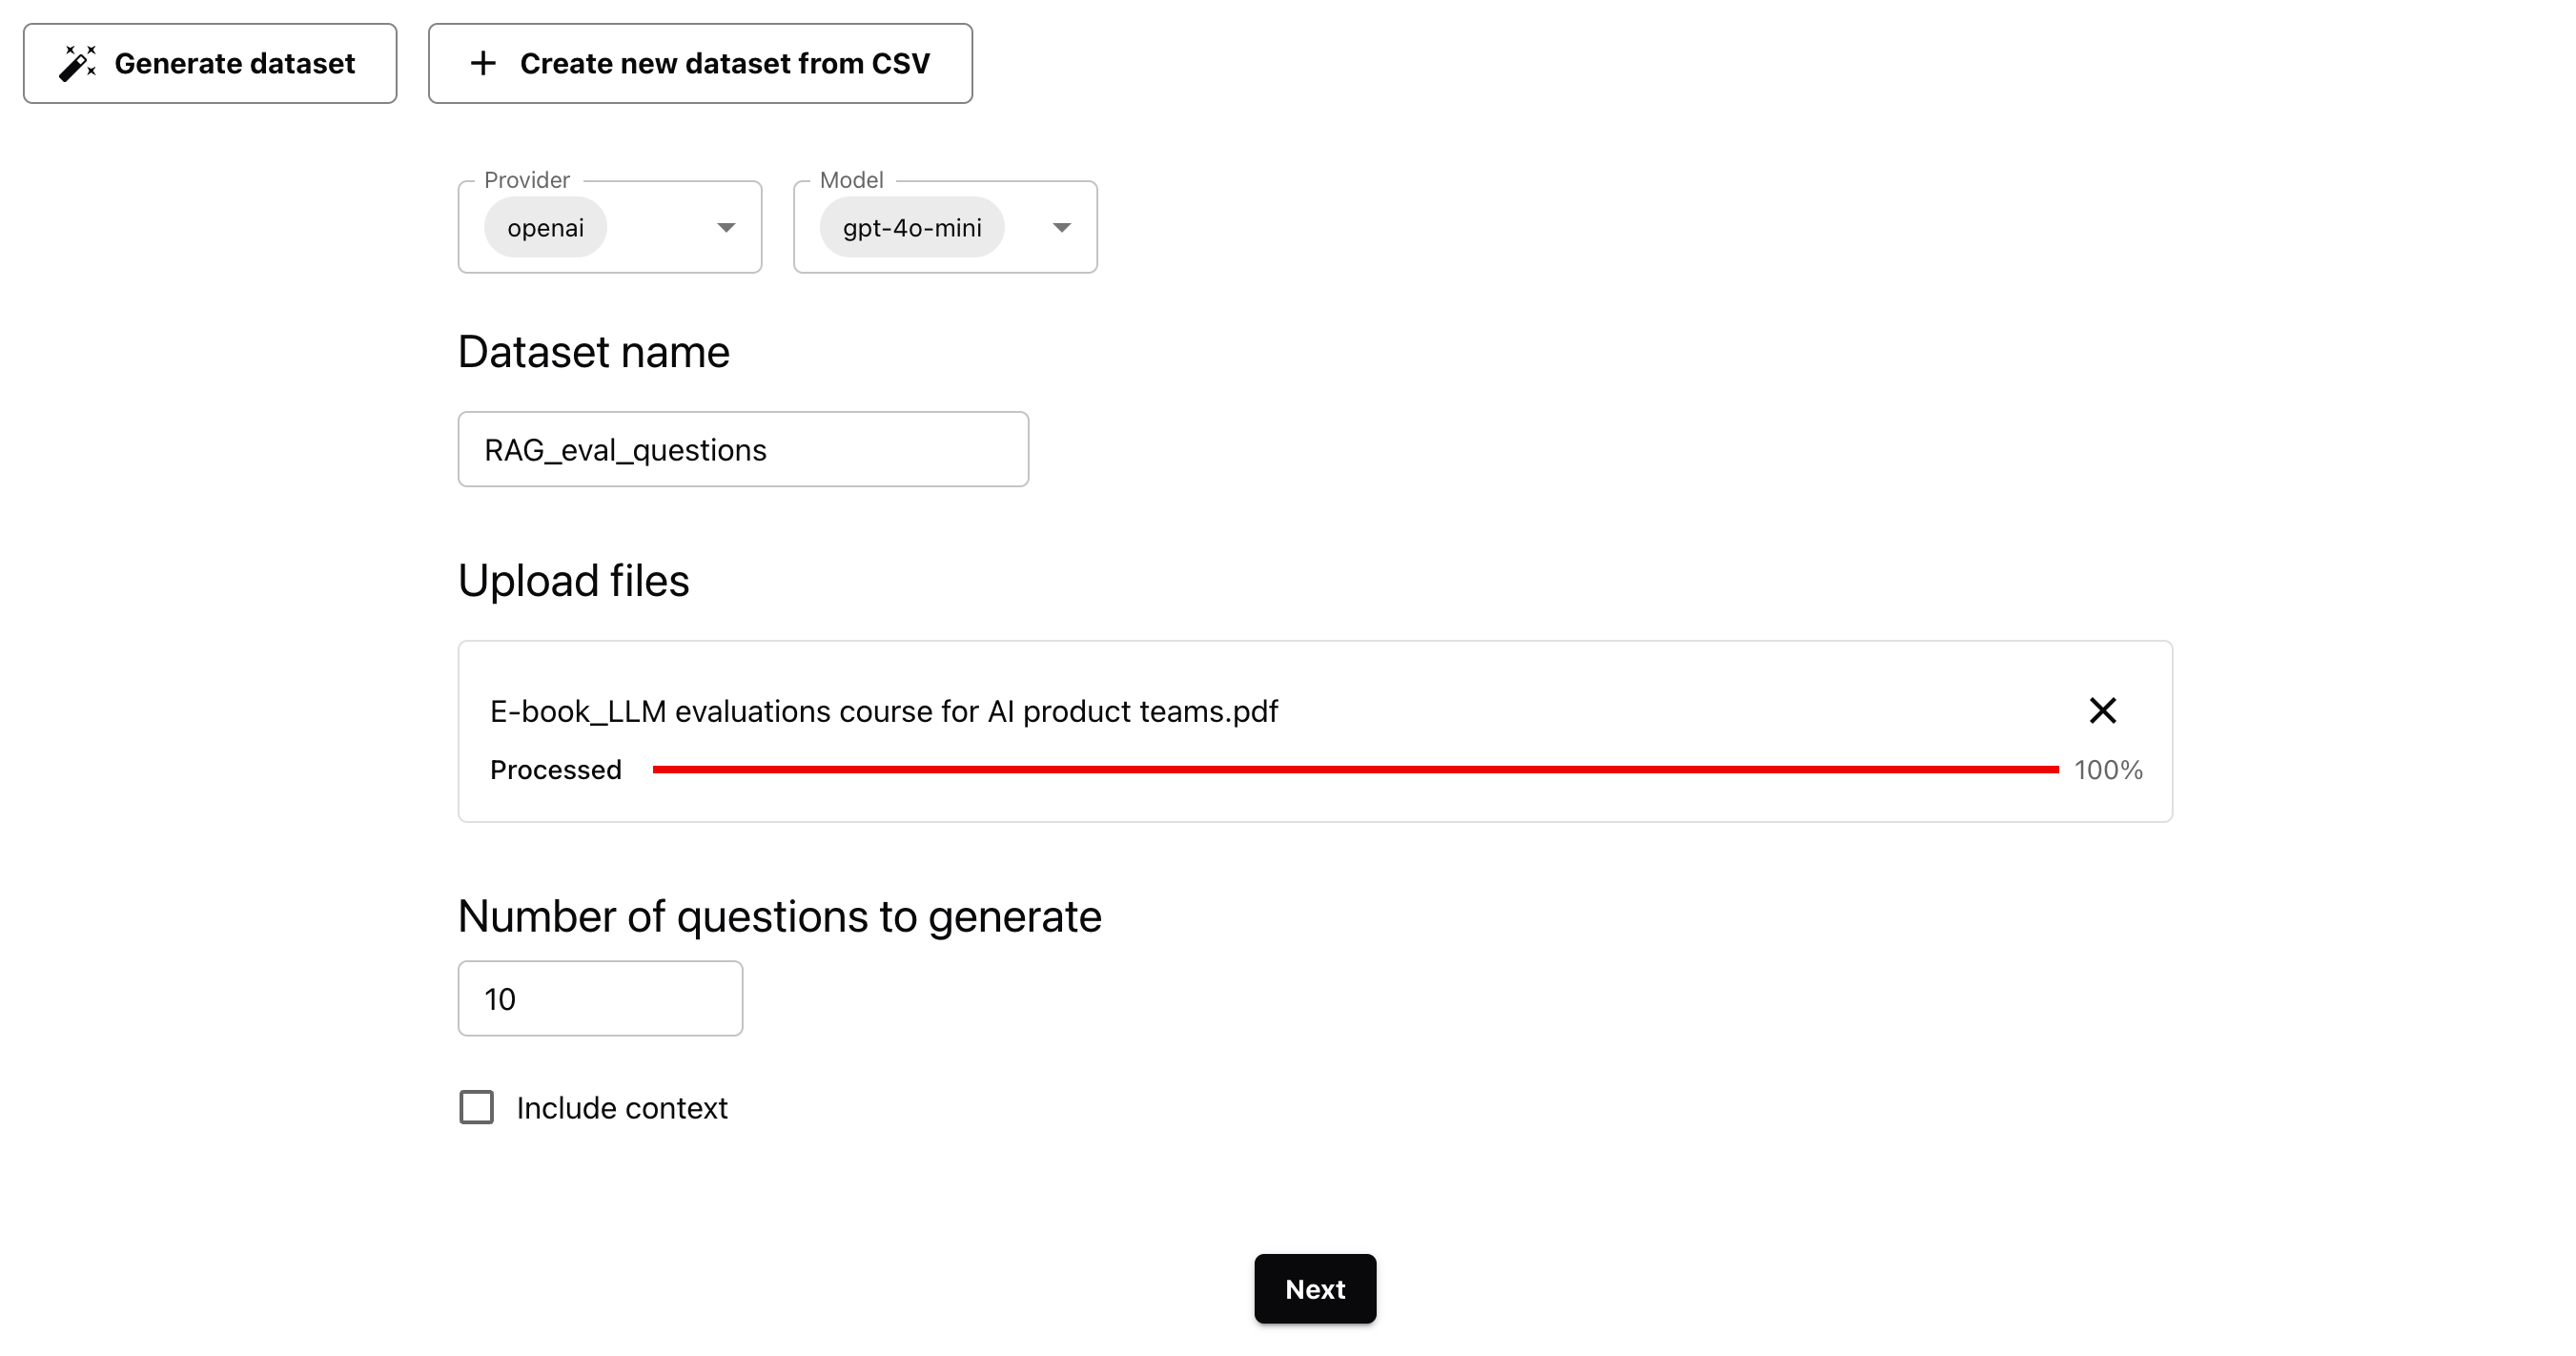 Generate dataset
Create new dataset from CSV
Provider
Model
openai
gpt-4o-mini
Dataset name
RAG_eval_questions
Upload files
E-book_LLM evaluations course for AI product teams.pdf
Processed
100%
Number of questions to generate
10
Include context
Next